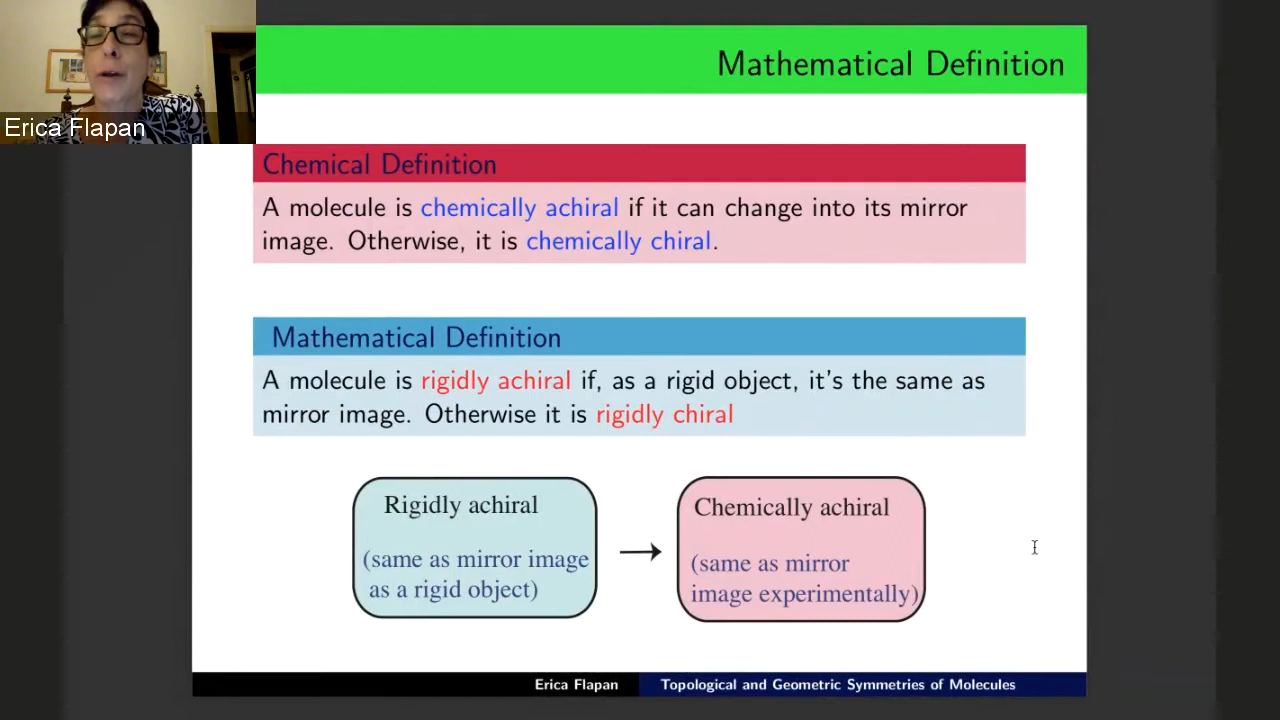 Mathematical Definition
Erica Flapan
Chemical Definition
A molecule is chemically achiral if it can change into its mirror
image. Otherwise, it is chemically chiral.
Mathematical Definition
A molecule is rigidly achiral if, as a rigid object, it's the same as
mirror image. Otherwise it is rigidly chiral
Rigidly achiral
(same as mirror image
as a rigid object)
Chemically achiral
(same as mirror
image experimentally)
Erica Flapan
Topological and Geometric Symmetries of Molecules